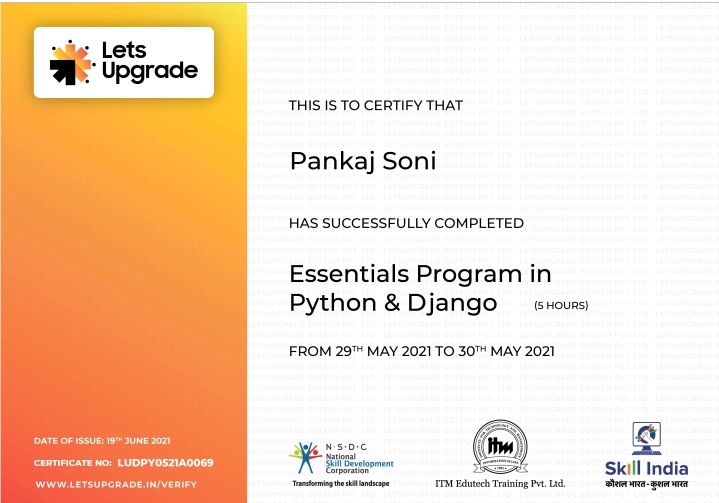 Lets
Upgrade
THIS IS TO CERTIFY THAT
Pankaj Soni
HAS SUCCESSFULLY COMPLETED
Essentials Program in
Python & Django (5 HOURS)
FROM 29TH MAY 2021 TO 30TH MAY 2021
DATE OF ISSUE: 19TH JUNE 2021
CERTIFICATE NO: LUDPY0521A0069
WWW.LETSUPGRADE.IN/VERIFY
N·S·D·C
National
Skill Development
Corporation
Transforming the skill landscape
itm
ITM Edutech Training Pvt. Ltd.
Skill India
कौशल भारत - कुशल भारत